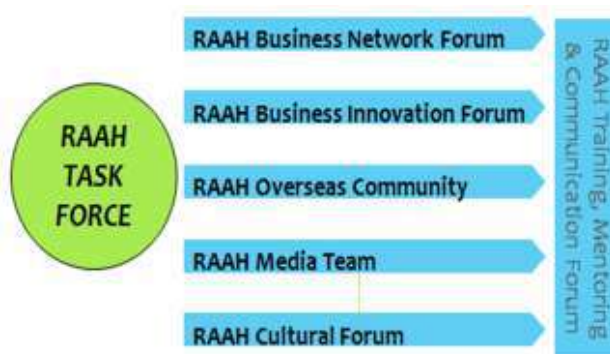 RAAH
TASK
FORCE
RAAH Business Network Forum
RAAH Business Innovation Forum
RAAH Overseas Community
RAAH Media Team
RAAH Cultural Forum
RAAH Training, Mentoring
& Communication Forum